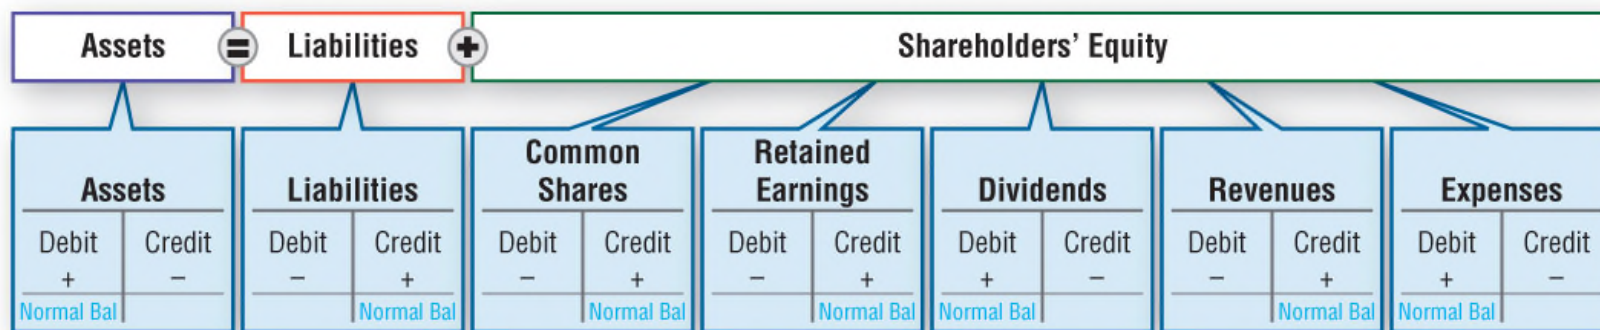 Assets = Liabilities + Shareholders' Equity
Assets
Debit Credit
+ −
Normal Bal
Liabilities
Debit Credit
− +
Normal Bal
Common
Shares
Debit Credit
− +
Normal Bal
Retained
Earnings
Debit Credit
− +
Normal Bal
Dividends
Debit Credit
+ −
Normal Bal
Revenues
Debit Credit
− +
Normal Bal
Expenses
Debit Credit
+ −
Normal Bal